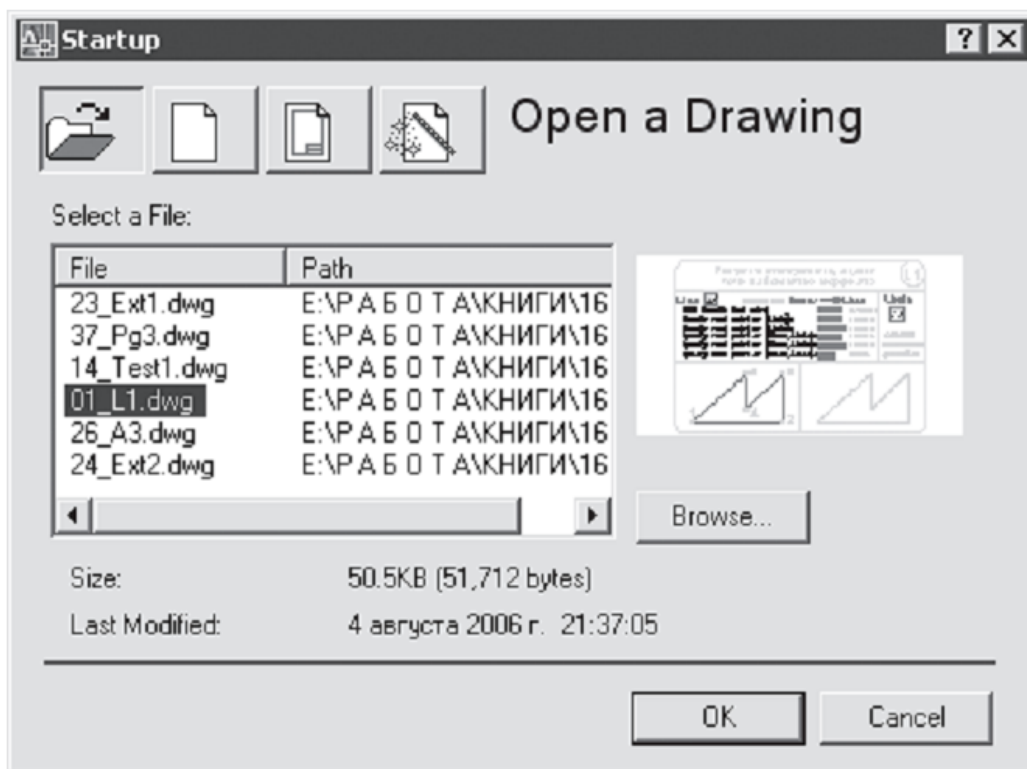 Startup
Open a Drawing
Select a File:
File Path
23_Ext1.dwg E:\Р А Б О Т А\КНИГИ\16
37_Pg3.dwg E:\Р А Б О Т А\КНИГИ\16
14_Test1.dwg E:\Р А Б О Т А\КНИГИ\16
01_L1.dwg E:\Р А Б О Т А\КНИГИ\16
26_A3.dwg E:\Р А Б О Т А\КНИГИ\16
24_Ext2.dwg E:\Р А Б О Т А\КНИГИ\16
Browse...
Size: 50.5KB (51,712 bytes)
Last Modified: 4 августа 2006 г. 21:37:05
OK Cancel